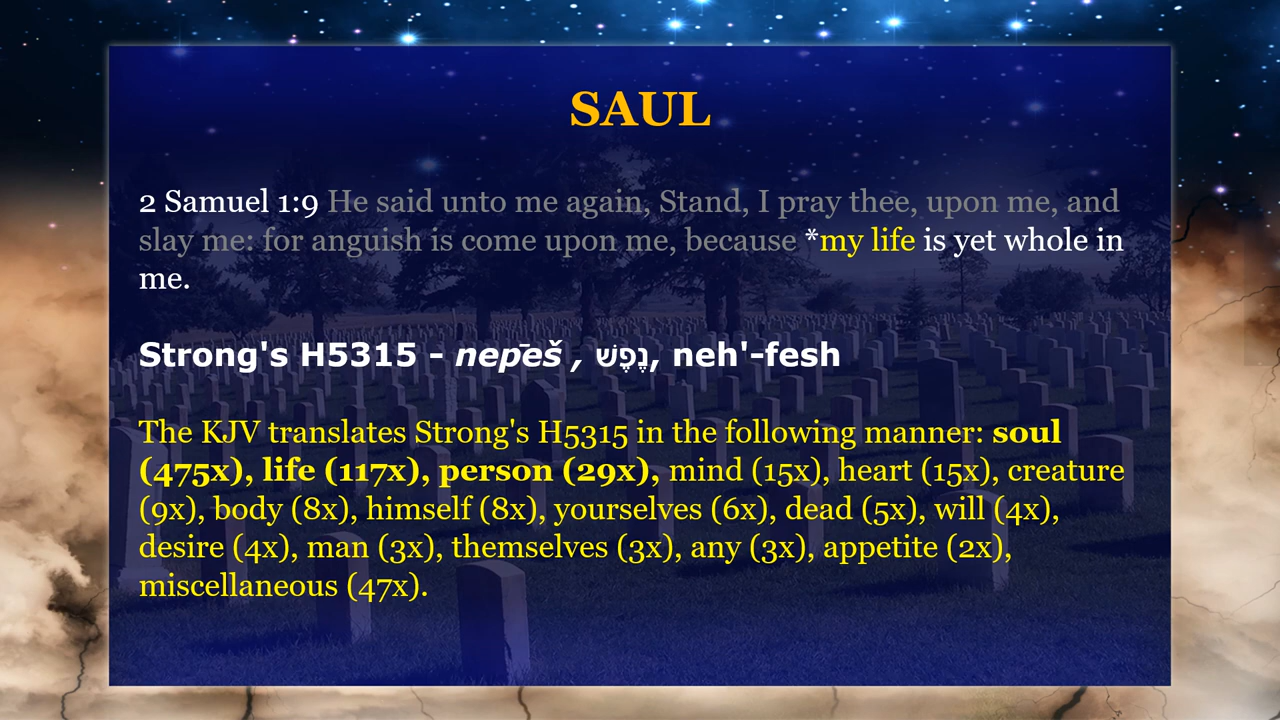 SAUL
2 Samuel 1:9 He said unto me again, Stand, I pray thee, upon me, and
slay me: for anguish is come upon me, because *my life is yet whole in
me.
Strong's H5315 - nep̄eš , נֶפֶשׁ, neh'-fesh
The KJV translates Strong's H5315 in the following manner: soul
(475x), life (117x), person (29x), mind (15x), heart (15x), creature
(9x), body (8x), himself (8x), yourselves (6x), dead (5x), will (4x),
desire (4x), man (3x), themselves (3x), any (3x), appetite (2x),
miscellaneous (47x).